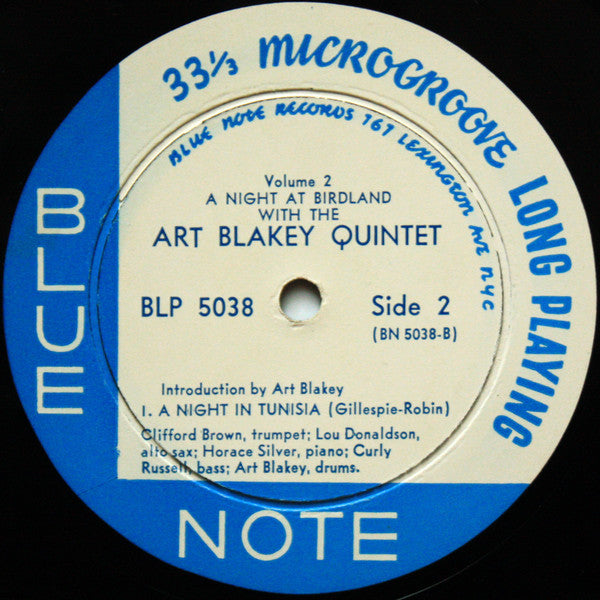 33⅓ MICROGROOVE LONG PLAYING
BLUE NOTE RECORDS 767 LEXINGTON AVE NYC
Volume 2
A NIGHT AT BIRDLAND
WITH THE
ART BLAKEY QUINTET
BLP 5038 Side 2
(BN 5038-B)
Introduction by Art Blakey
1. A NIGHT IN TUNISIA (Gillespie-Robin)
Clifford Brown, trumpet; Lou Donaldson,
alto sax; Horace Silver, piano; Curly
Russell, bass; Art Blakey, drums.
BLUE
NOTE